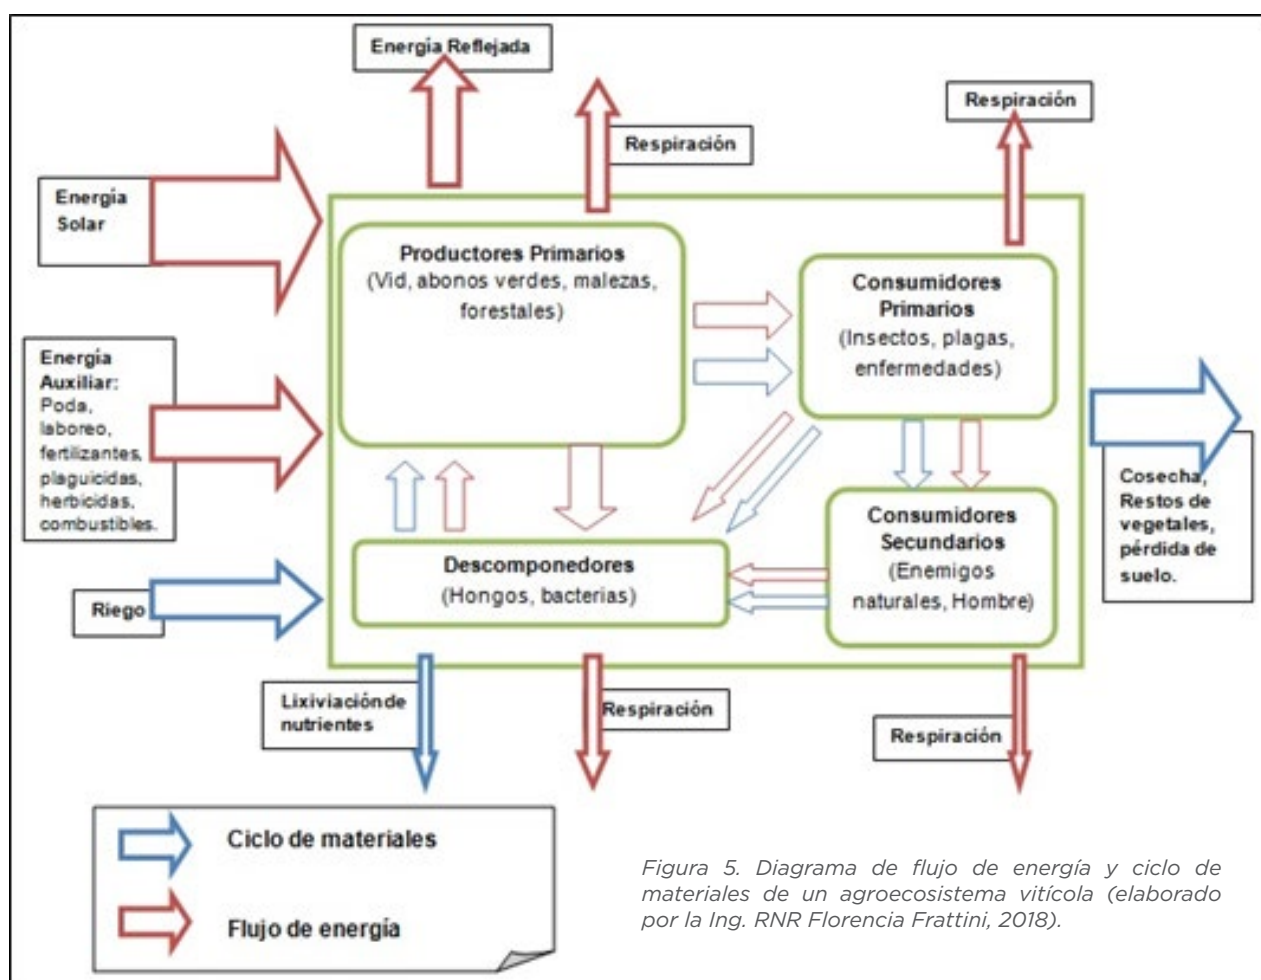 Energía Reflejada
Respiración
Respiración
Energía
Solar
Productores Primarios
(Vid, abonos verdes, malezas,
forestales)
Consumidores
Primarios
(Insectos, plagas,
enfermedades)
Energía
Auxiliar:
Poda,
laboreo,
fertilizantes,
plaguicidas,
herbicidas,
combustibles.
Cosecha,
Restos de
vegetales,
pérdida de
suelo.
Consumidores
Secundarios
(Enemigos
naturales, Hombre)
Descomponedores
(Hongos, bacterias)
Riego
Lixiviación de
nutrientes
Respiración
Respiración
Ciclo de materiales
Flujo de energía
Figura 5. Diagrama de flujo de energía y ciclo de
materiales de un agroecosistema vitícola (elaborado
por la Ing. RNR Florencia Frattini, 2018).